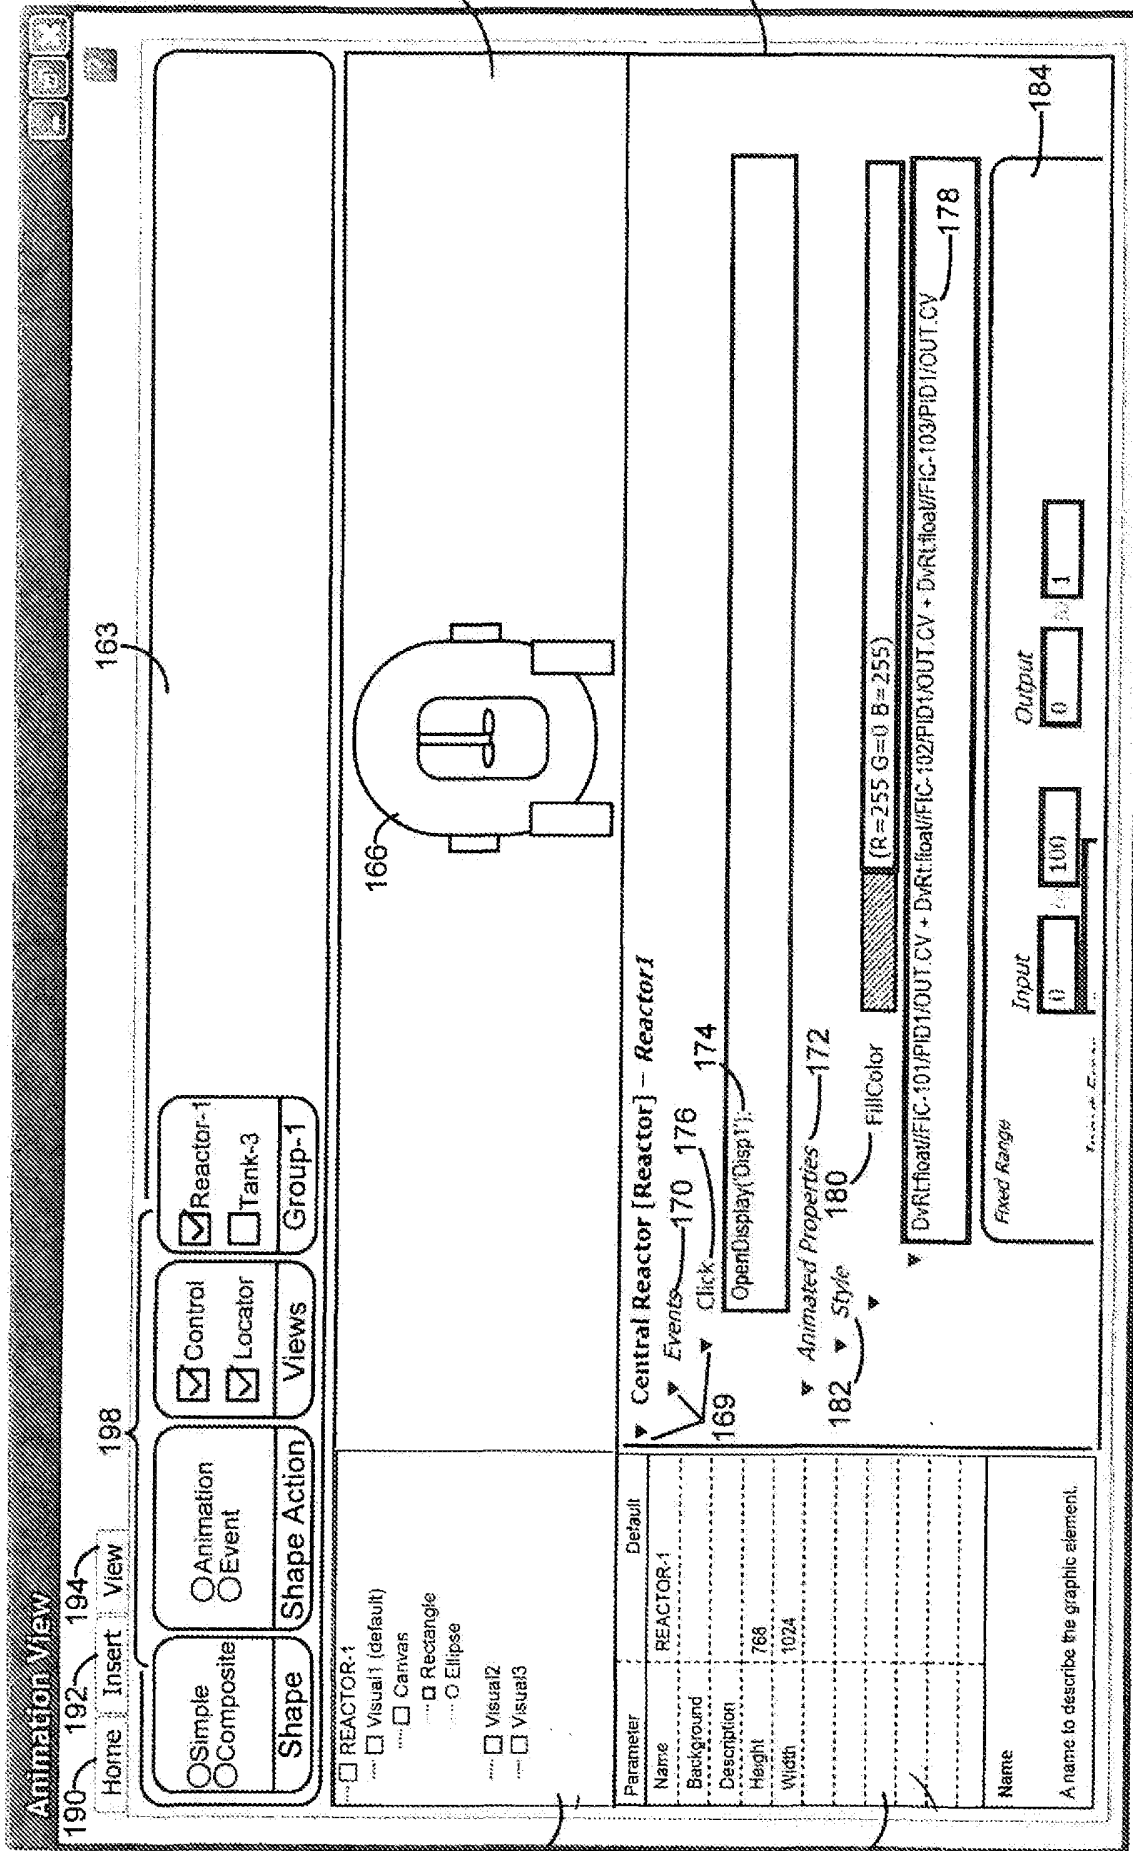 Animation View
190 192 194
Home Insert View
198
163
Simple
Composite
Shape
Animation
Event
Shape Action
Control
Locator
Views
Reactor-1
Tank-3
Group-1
REACTOR-1
Visual1 (default)
Canvas
Rectangle
Ellipse
Visual2
Visual3
166
Parameter Default
Name REACTOR-1
Background
Description
Height 768
Width 1024
Name
A name to describe the graphic element.
Central Reactor [Reactor] – Reactor1
Events 170
169
Click 176
174
OpenDisplay('Disp1');
Animated Properties 172
182 Style
180 FillColor (R=255 G=0 B=255)
DvRt:float/FIC-101/PID1/OUT.CV + DvRt:float/FIC-102/PID1/OUT.CV + DvRt:float/FIC-103/PID1/OUT.CV
178
184
Fixed Range
Input Output
0 100 0 1